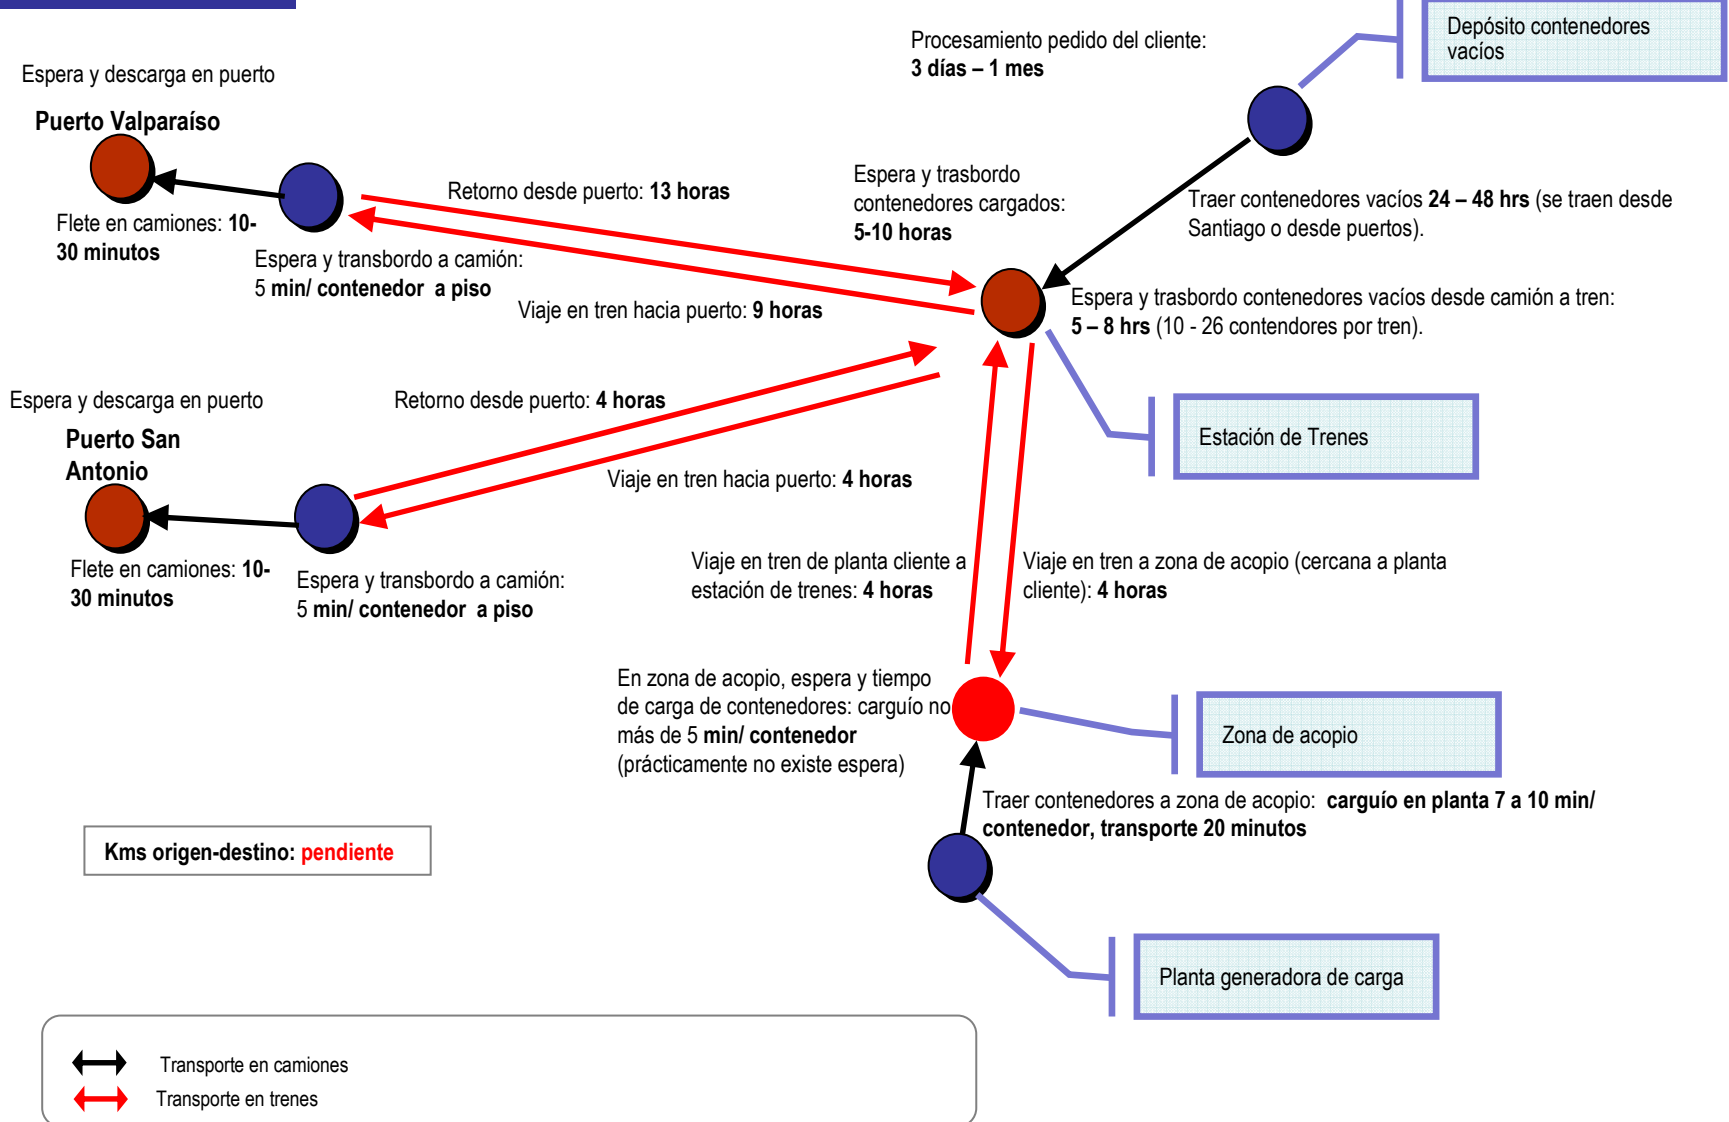 Depósito contenedores
vacíos
Procesamiento pedido del cliente:
3 días – 1 mes
Espera y descarga en puerto
Puerto Valparaíso
Flete en camiones: 10-
30 minutos
Retorno desde puerto: 13 horas
Espera y transbordo a camión:
5 min/ contenedor  a piso
Viaje en tren hacia puerto: 9 horas
Espera y trasbordo
contenedores cargados:
5-10 horas
Traer contenedores vacíos 24 – 48 hrs (se traen desde
Santiago o desde puertos).
Espera y trasbordo contenedores vacíos desde camión a tren:
5 – 8 hrs (10 - 26 contendores por tren).
Espera y descarga en puerto
Puerto San
Antonio
Retorno desde puerto: 4 horas
Viaje en tren hacia puerto: 4 horas
Estación de Trenes
Flete en camiones: 10-
30 minutos
Espera y transbordo a camión:
5 min/ contenedor  a piso
Viaje en tren de planta cliente a
estación de trenes: 4 horas
Viaje en tren a zona de acopio (cercana a planta
cliente): 4 horas
En zona de acopio, espera y tiempo
de carga de contenedores: carguío no
más de 5 min/ contenedor
(prácticamente no existe espera)
Zona de acopio
Traer contenedores a zona de acopio:  carguío en planta 7 a 10 min/
contenedor, transporte 20 minutos
Kms origen-destino: pendiente
Planta generadora de carga
Transporte en camiones
Transporte en trenes